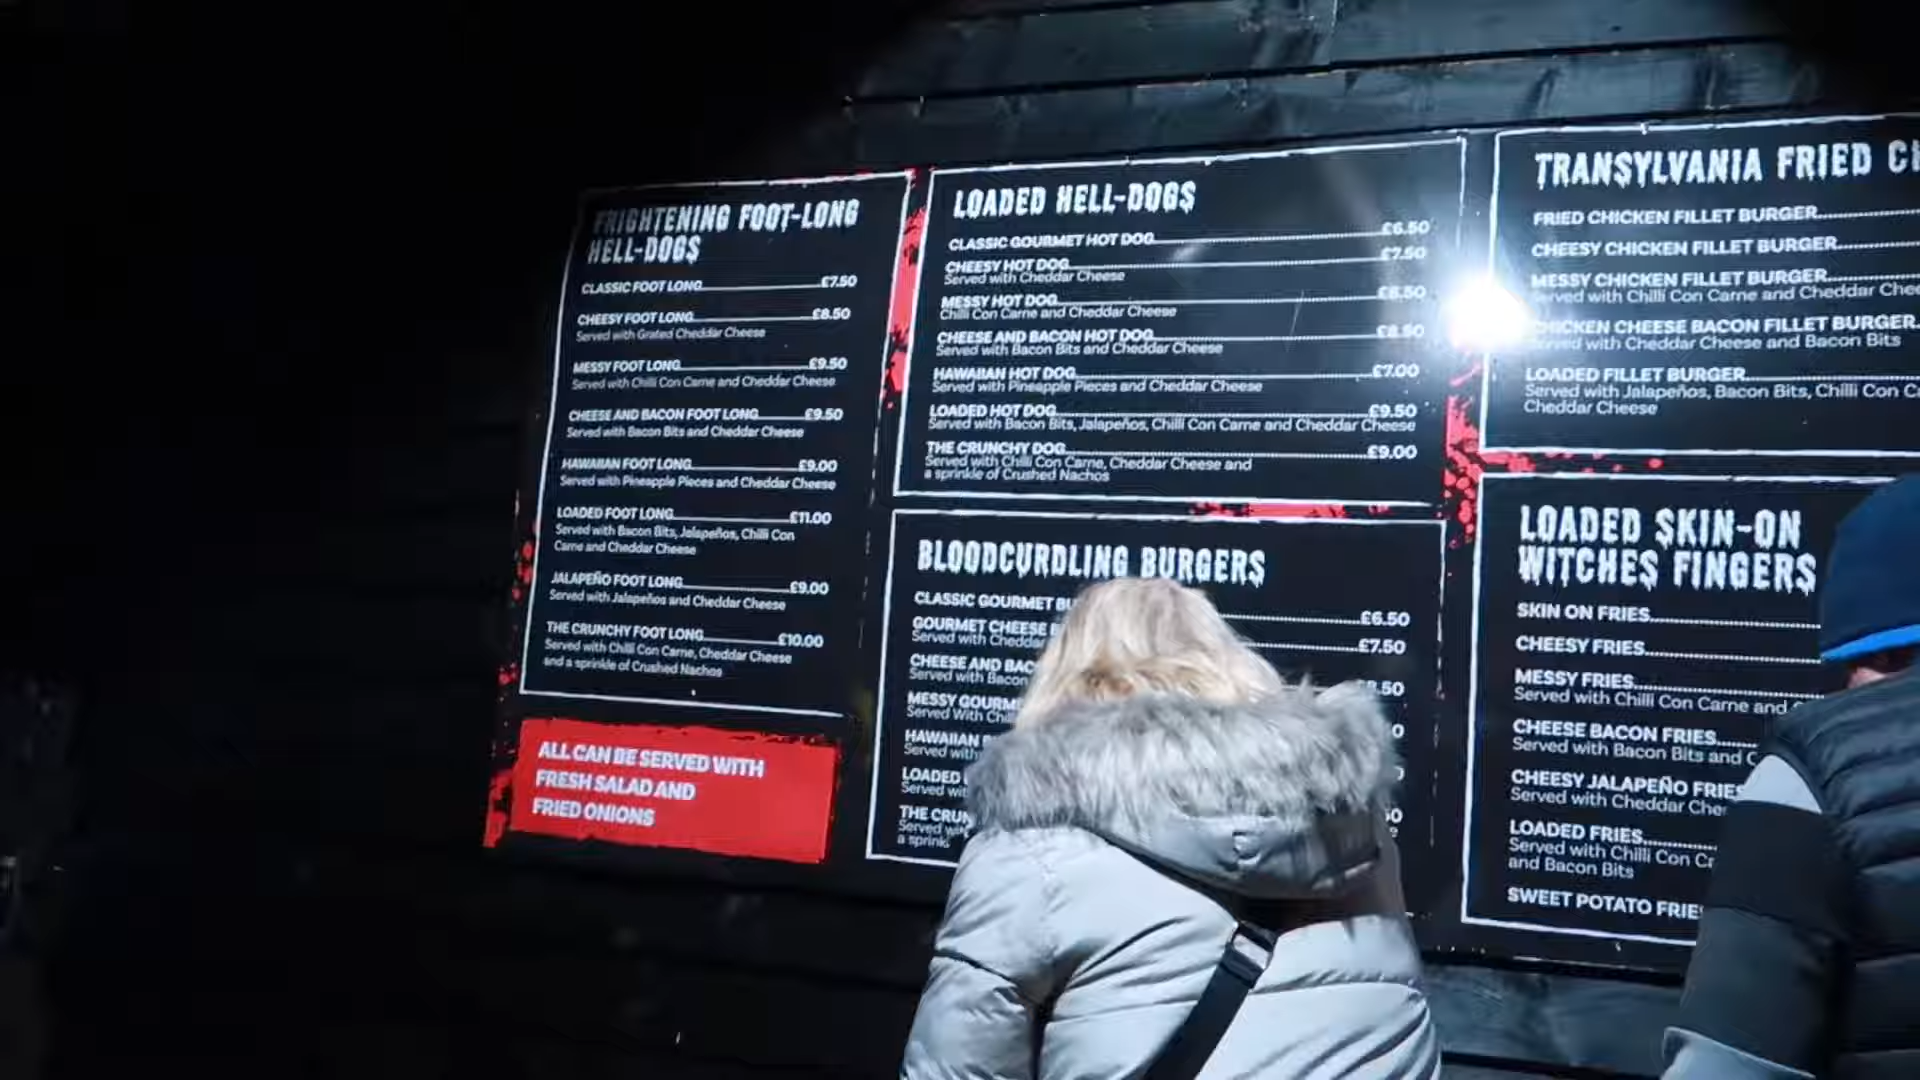 FRIGHTENING FOOT-LONG
HELL-DOGS
CLASSIC FOOT LONG £7.50
CHEESY FOOT LONG £8.50
Served with Grated Cheddar Cheese
MESSY FOOT LONG £9.50
Served with Chilli Con Carne and Cheddar Cheese
CHEESE AND BACON FOOT LONG £9.50
Served with Bacon Bits and Cheddar Cheese
HAWAIIAN FOOT LONG £9.00
Served with Pineapple Pieces and Cheddar Cheese
LOADED FOOT LONG £11.00
Served with Bacon Bits, Jalapeños, Chilli Con
Carne and Cheddar Cheese
JALAPEÑO FOOT LONG £9.00
Served with Jalapeños and Cheddar Cheese
THE CRUNCHY FOOT LONG £10.00
Served with Chilli Con Carne, Cheddar Cheese
and a sprinkle of Crushed Nachos
ALL CAN BE SERVED WITH
FRESH SALAD AND
FRIED ONIONS
LOADED HELL-DOGS
CLASSIC GOURMET HOT DOG £6.50
CHEESY HOT DOG £7.50
Served with Cheddar Cheese
MESSY HOT DOG £8.50
Chilli Con Carne and Cheddar Cheese
CHEESE AND BACON HOT DOG £8.50
Served with Bacon Bits and Cheddar Cheese
HAWAIIAN HOT DOG £7.00
Served with Pineapple Pieces and Cheddar Cheese
LOADED HOT DOG £9.50
Served with Bacon Bits, Jalapeños, Chilli Con Carne and Cheddar Cheese
THE CRUNCHY DOG £9.00
Served with Chilli Con Carne, Cheddar Cheese and
a sprinkle of Crushed Nachos
BLOODCURDLING BURGERS
CLASSIC GOURMET £6.50
GOURMET CHEESE £7.50
Served with
CHEESE AND
Served with Bacon
MESSY
Served With
HAWAIIAN
Served with
LOADED
Served
THE
Served
a
TRANSYLVANIA FRIED
FRIED CHICKEN FILLET BURGER
CHEESY CHICKEN FILLET BURGER
MESSY CHICKEN FILLET BURGER
Served with Chilli Con Carne and Cheddar
CHICKEN CHEESE BACON FILLET BURGER
Served with Cheddar Cheese and Bacon Bits
LOADED FILLET BURGER
Served with Jalapeños, Bacon Bits, Chilli Con
Cheddar Cheese
LOADED SKIN-ON
WITCHES FINGERS
SKIN ON FRIES
CHEESY FRIES
MESSY FRIES
Served with Chilli Con Carne and
CHEESE BACON FRIES
Served with Bacon Bits and
CHEESY JALAPEÑO FRIES
Served with Cheddar
LOADED FRIES
Served with Chilli Con
and Bacon Bits
SWEET POTATO FRIES